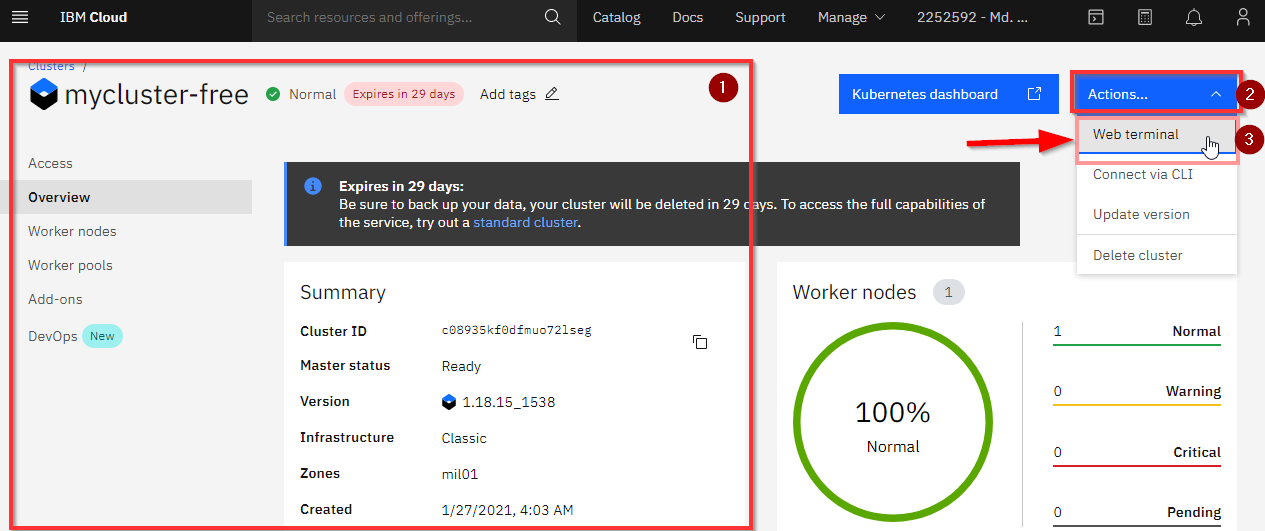 IBM Cloud
Search resources and offerings...
Catalog
Docs
Support
Manage
2252592 - Md. ...
Clusters /
mycluster-free
Normal
Expires in 29 days
Add tags
1
Kubernetes dashboard
Actions...
2
Web terminal
3
Connect via CLI
Update version
Delete cluster
Access
Overview
Worker nodes
Worker pools
Add-ons
DevOps New
Expires in 29 days:
Be sure to back up your data, your cluster will be deleted in 29 days. To access the full capabilities of
the service, try out a standard cluster.
Summary
Cluster ID c08935kf0dfmuo72lseg
Master status Ready
Version 1.18.15_1538
Infrastructure Classic
Zones mil01
Created 1/27/2021, 4:03 AM
Worker nodes 1
100%
Normal
1 Normal
0 Warning
0 Critical
0 Pending